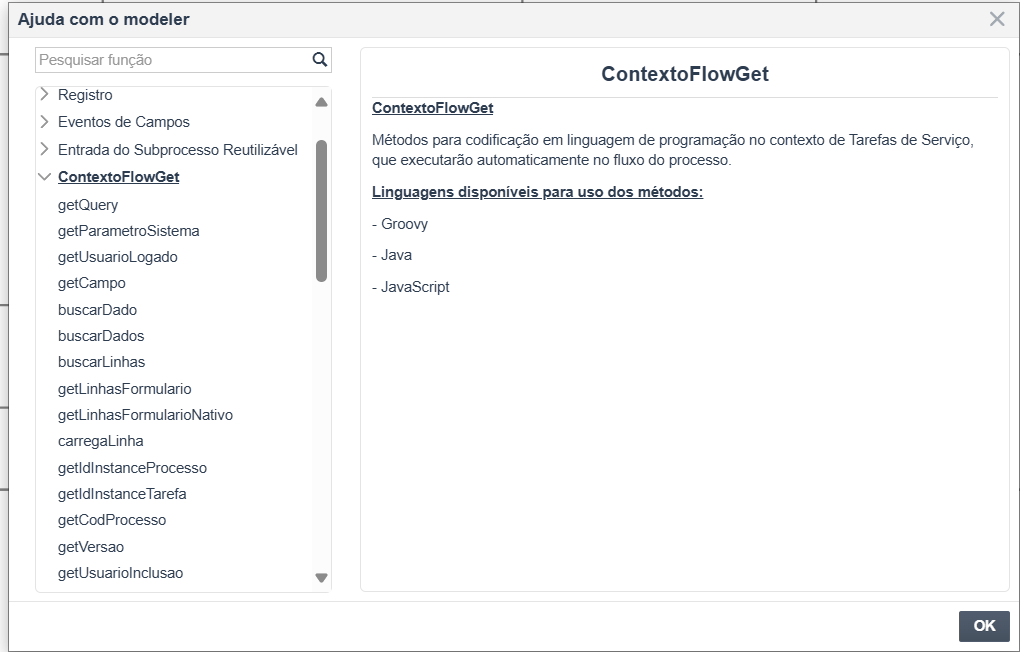 Ajuda com o modeler
Pesquisar função
Registro
Eventos de Campos
Entrada do Subprocesso Reutilizável
ContextoFlowGet
getQuery
getParametroSistema
getUsuarioLogado
getCampo
buscarDado
buscarDados
buscarLinhas
getLinhasFormulario
getLinhasFormularioNativo
carregaLinha
getIdInstanceProcesso
getIdInstanceTarefa
getCodProcesso
getVersao
getUsuarioInclusao
ContextoFlowGet
ContextoFlowGet
Métodos para codificação em linguagem de programação no contexto de Tarefas de Serviço,
que executarão automaticamente no fluxo do processo.
Linguagens disponíveis para uso dos métodos:
- Groovy
- Java
- JavaScript
OK